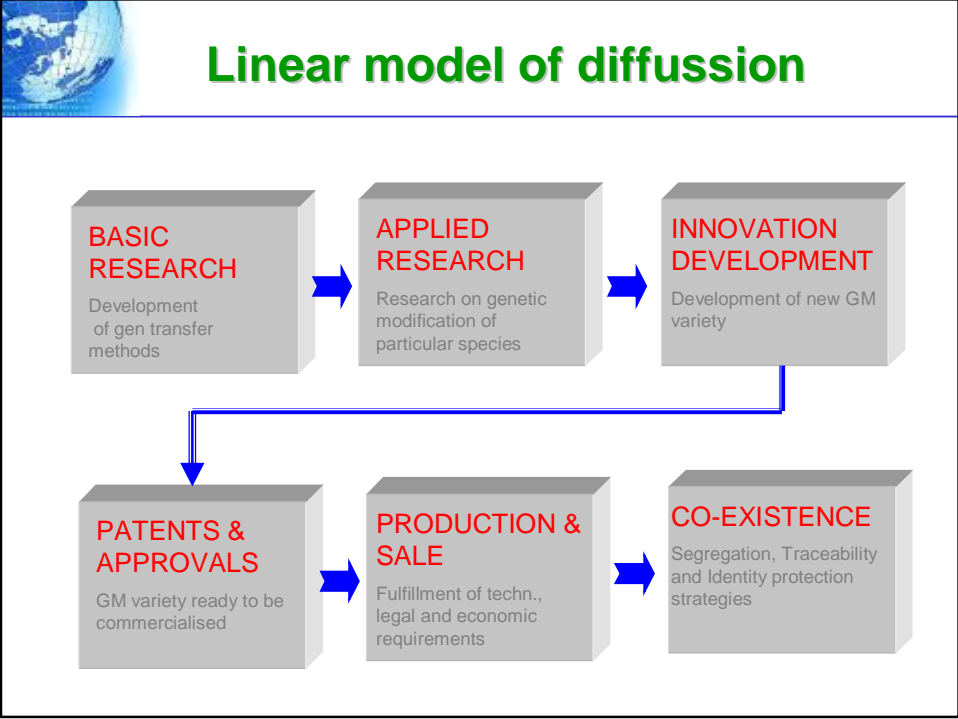 Linear model of diffussion
BASIC
RESEARCH
Development
of gen transfer
methods
APPLIED
RESEARCH
Research on genetic
modification of
particular species
INNOVATION
DEVELOPMENT
Development of new GM
variety
PATENTS &
APPROVALS
GM variety ready to be
commercialised
PRODUCTION &
SALE
Fulfillment of techn.,
legal and economic
requirements
CO-EXISTENCE
Segregation, Traceability
and Identity protection
strategies